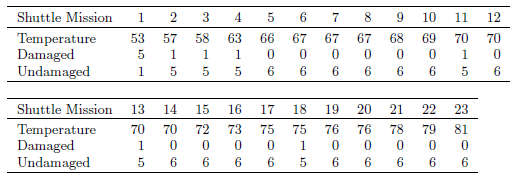 Shuttle Mission 1 2 3 4 5 6 7 8 9 10 11 12
Temperature 53 57 58 63 66 67 67 67 68 69 70 70
Damaged 5 1 1 1 0 0 0 0 0 0 1 0
Undamaged 1 5 5 5 6 6 6 6 6 6 5 6
Shuttle Mission 13 14 15 16 17 18 19 20 21 22 23
Temperature 70 70 72 73 75 75 76 76 78 79 81
Damaged 1 0 0 0 0 1 0 0 0 0 0
Undamaged 5 6 6 6 6 5 6 6 6 6 6